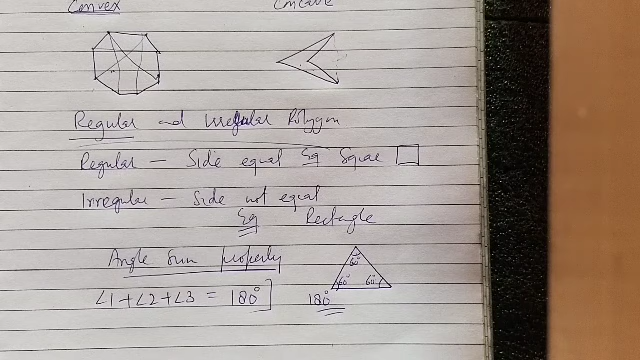 Convex Concave
Regular and Irregular Polygon
Regular - Side equal Eg Square
Irregular - Side not equal
Eg Rectangle
Angle sum property
60°
60° 60°
∠1+∠2+∠3 = 180° 180°